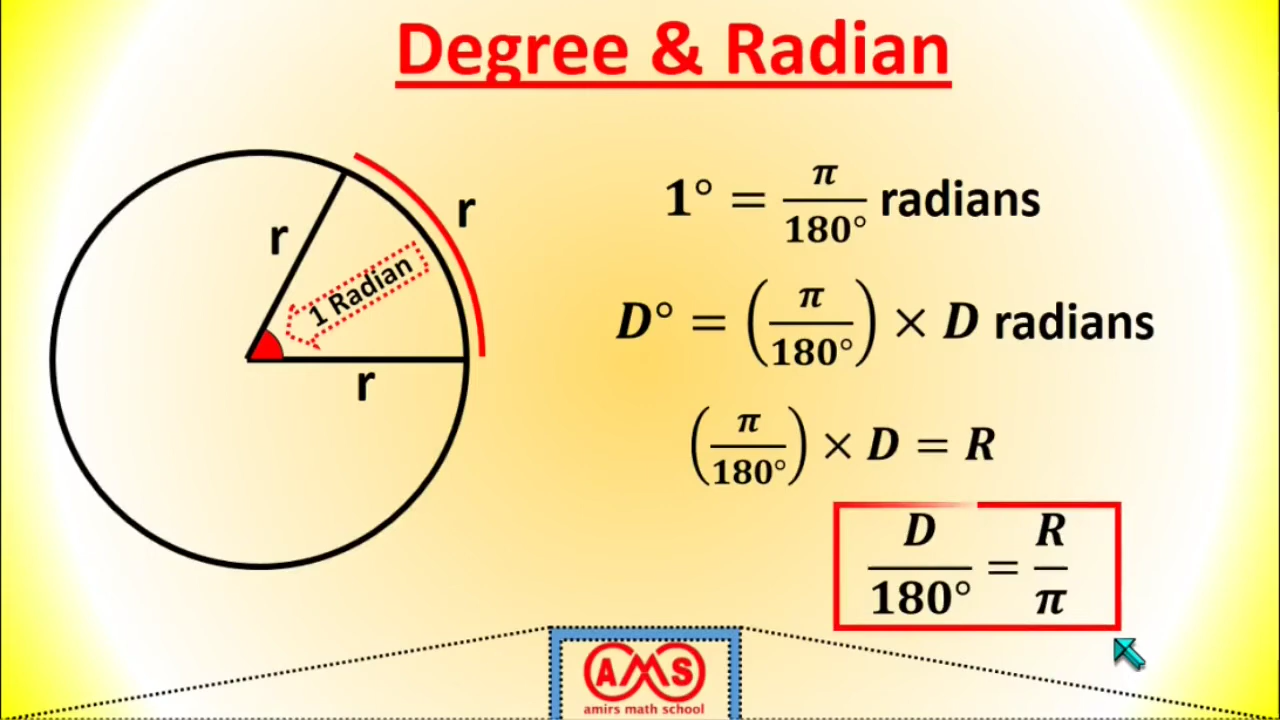 Degree & Radian
r
r
1 Radian
r
1° = π/180° radians
D° = (π/180°) × D radians
(π/180°) × D = R
D/180° = R/π
AMS
amirs math school